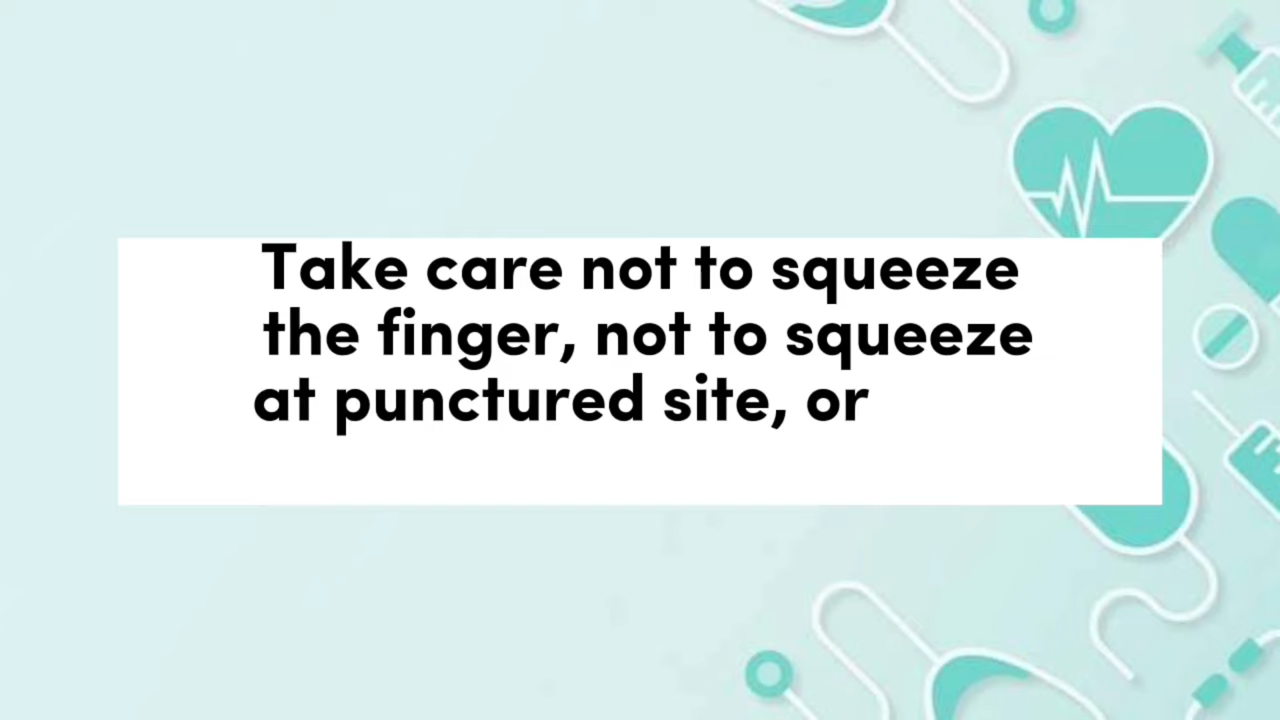 Take care not to squeeze
the finger, not to squeeze
at punctured site, or